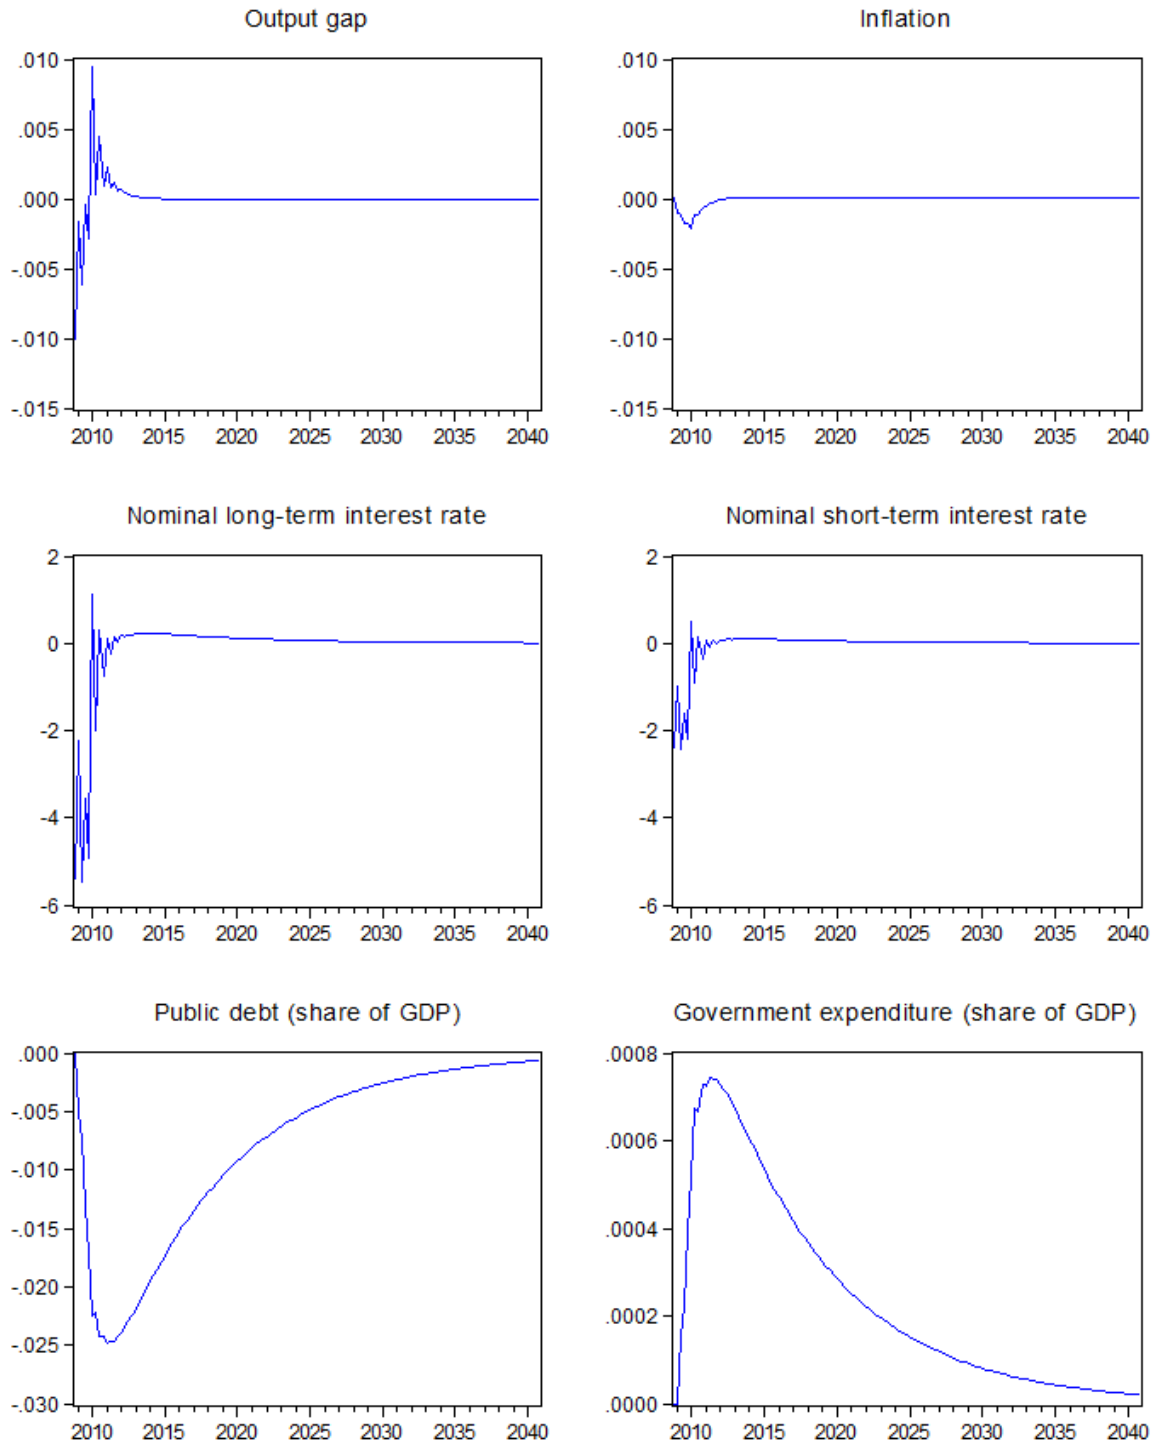 Output gap
.010
.005
.000
-.005
-.010
-.015
2010 2015 2020 2025 2030 2035 2040
Inflation
.010
.005
.000
-.005
-.010
-.015
2010 2015 2020 2025 2030 2035 2040
Nominal long-term interest rate
2
0
-2
-4
-6
2010 2015 2020 2025 2030 2035 2040
Nominal short-term interest rate
2
0
-2
-4
-6
2010 2015 2020 2025 2030 2035 2040
Public debt (share of GDP)
.000
-.005
-.010
-.015
-.020
-.025
-.030
2010 2015 2020 2025 2030 2035 2040
Government expenditure (share of GDP)
.0008
.0006
.0004
.0002
.0000
2010 2015 2020 2025 2030 2035 2040